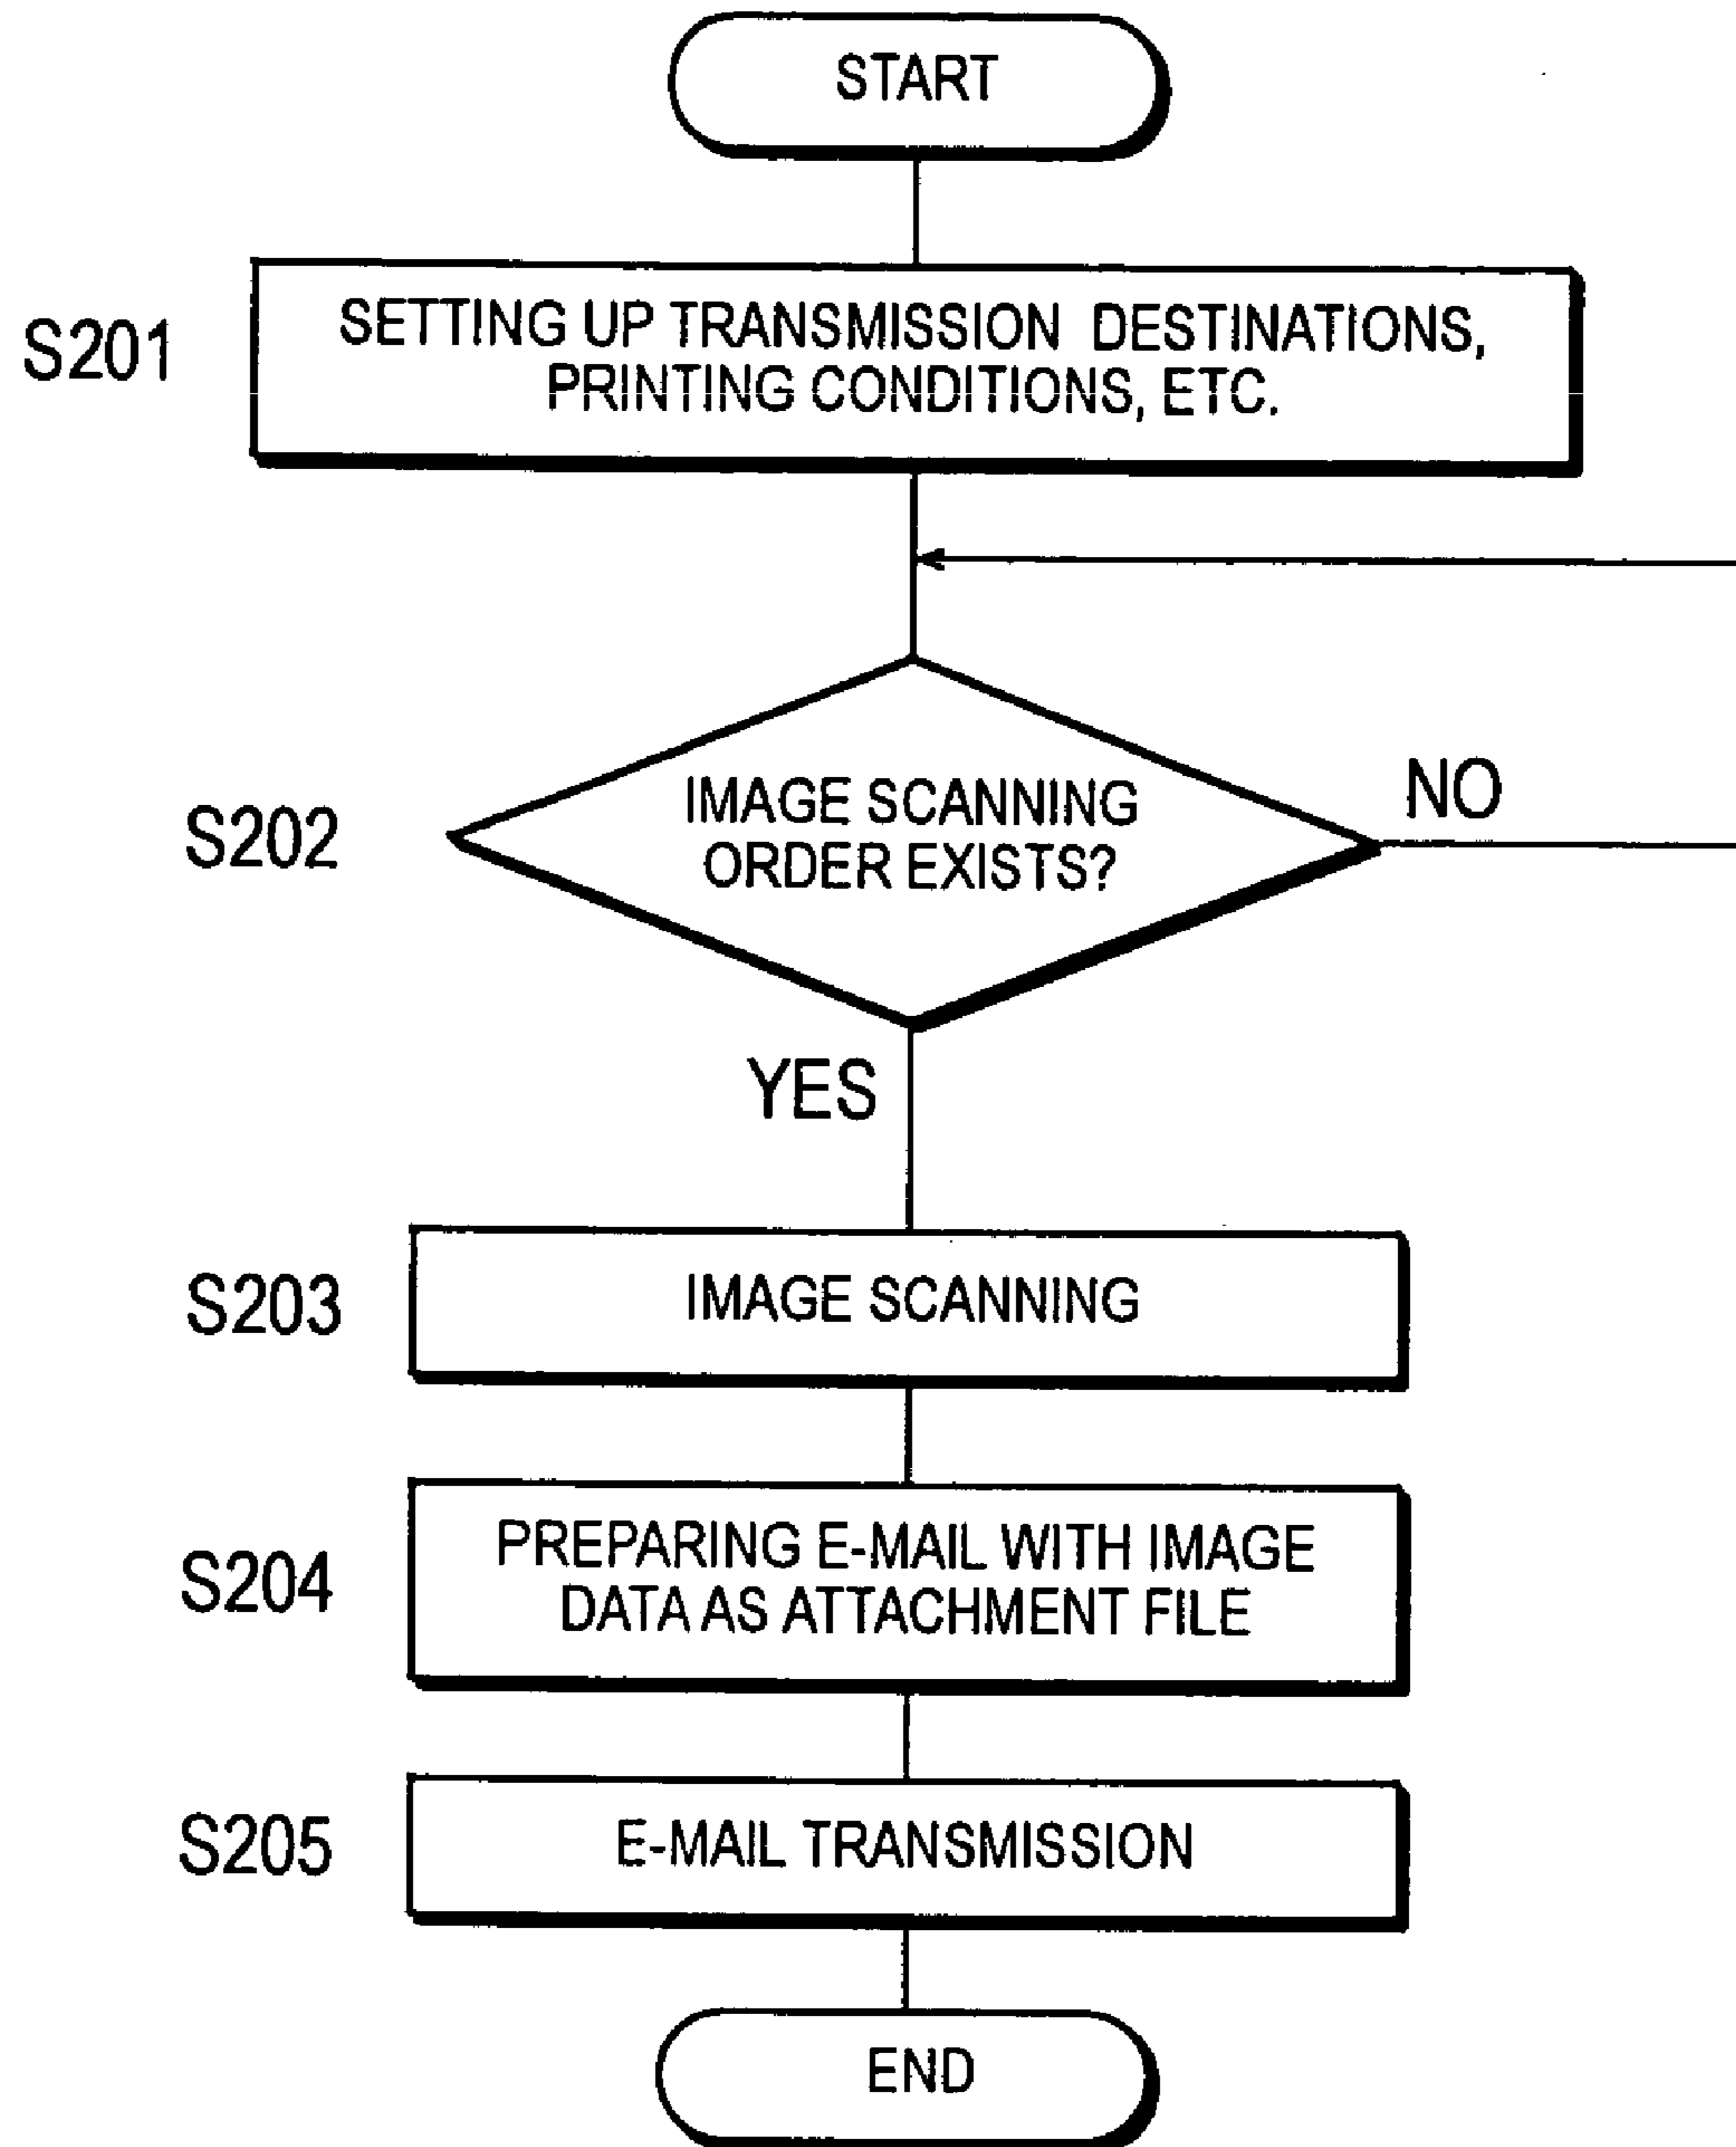 START
S201
SETTING UP TRANSMISSION DESTINATIONS,
PRINTING CONDITIONS, ETC.
S202
IMAGE SCANNING
ORDER EXISTS?
NO
YES
S203
IMAGE SCANNING
S204
PREPARING E-MAIL WITH IMAGE
DATA AS ATTACHMENT FILE
S205
E-MAIL TRANSMISSION
END